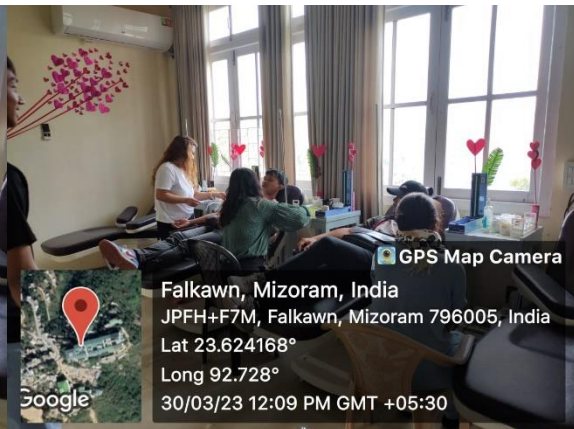 GPS Map Camera
Falkawn, Mizoram, India
JPFH+F7M, Falkawn, Mizoram 796005, India
Lat 23.624168°
Long 92.728°
30/03/23 12:09 PM GMT +05:30
Google